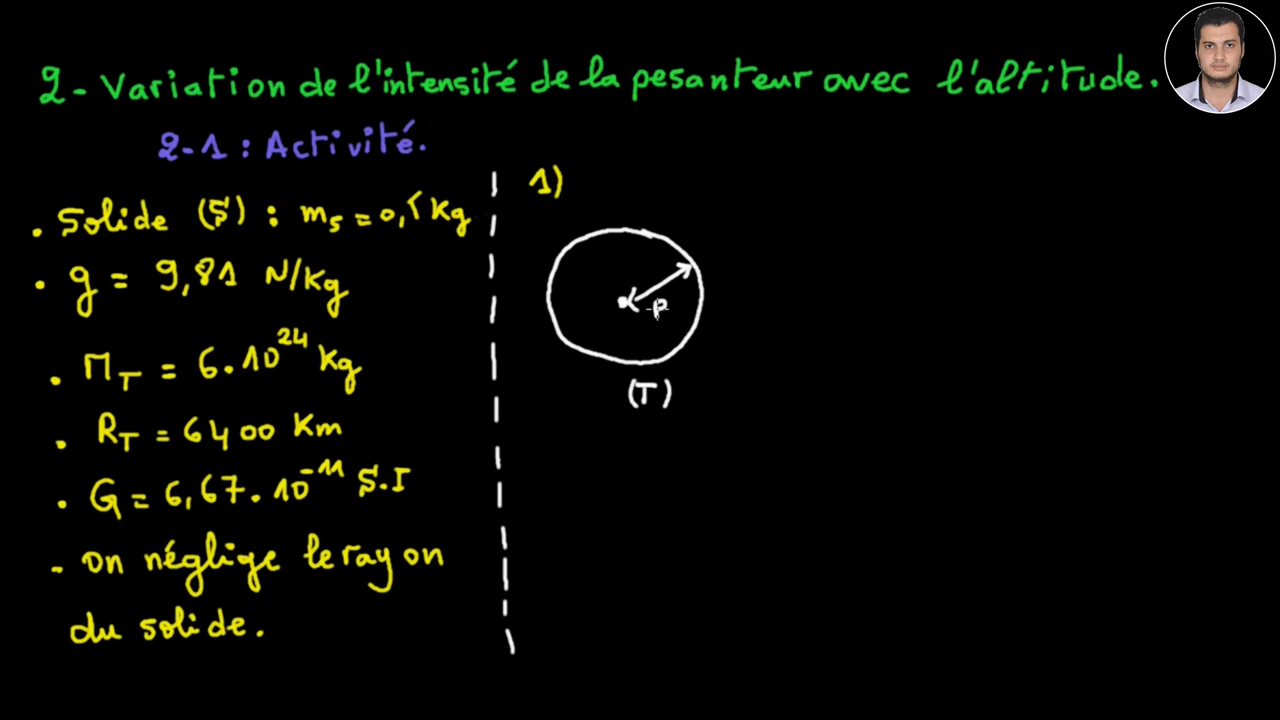 2- Variation de l'intensité de la pesanteur avec l'altitude.
2-1 : Activité.
. Solide (S) : ms = 0,5 Kg
. g = 9,81 N/Kg
. MT = 6.10^24 Kg
. RT = 6400 Km
. G = 6,67.10^-11 S.I
- on néglige le rayon
du solide.
1)
(T)